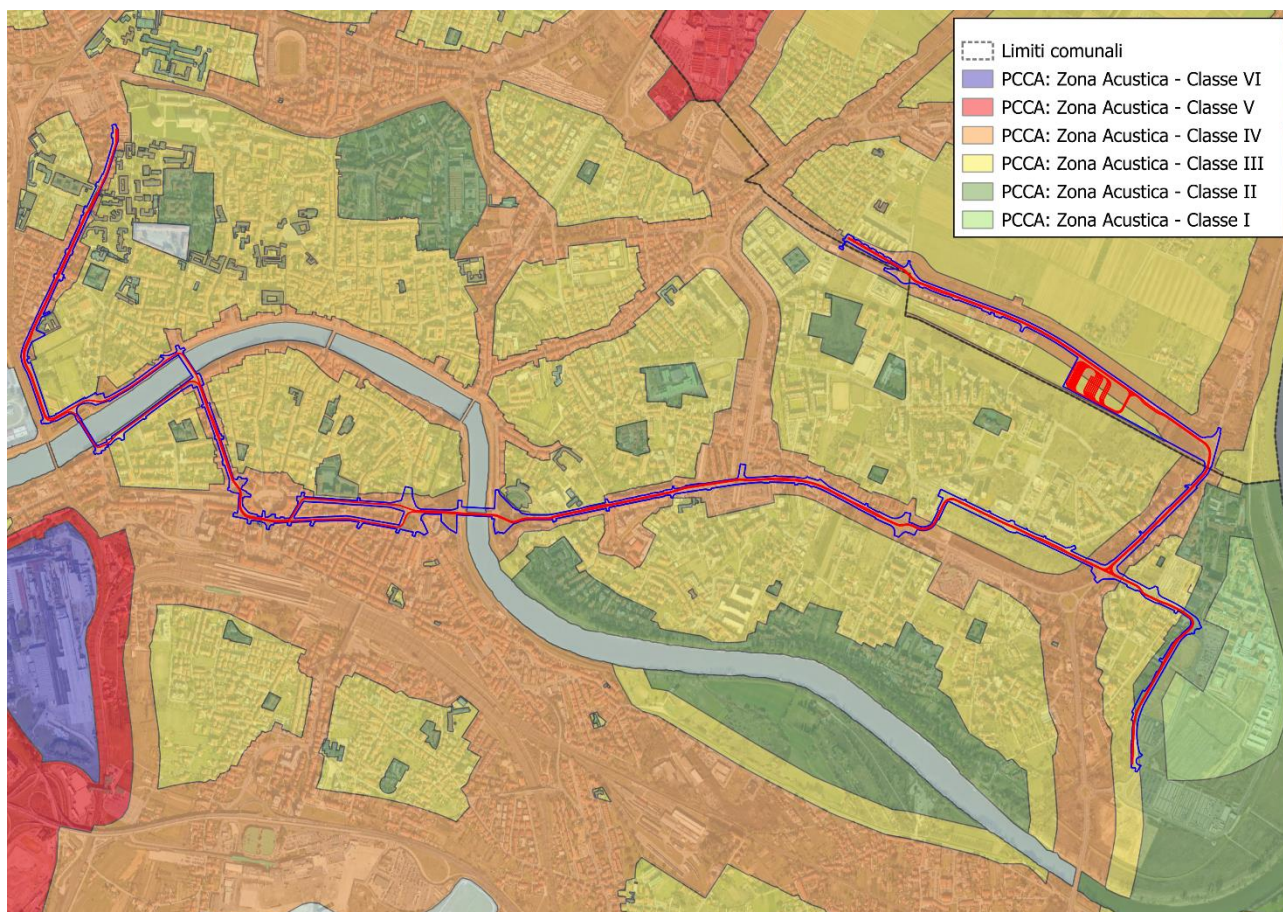 Limiti comunali
PCCA: Zona Acustica - Classe VI
PCCA: Zona Acustica - Classe V
PCCA: Zona Acustica - Classe IV
PCCA: Zona Acustica - Classe III
PCCA: Zona Acustica - Classe II
PCCA: Zona Acustica - Classe I